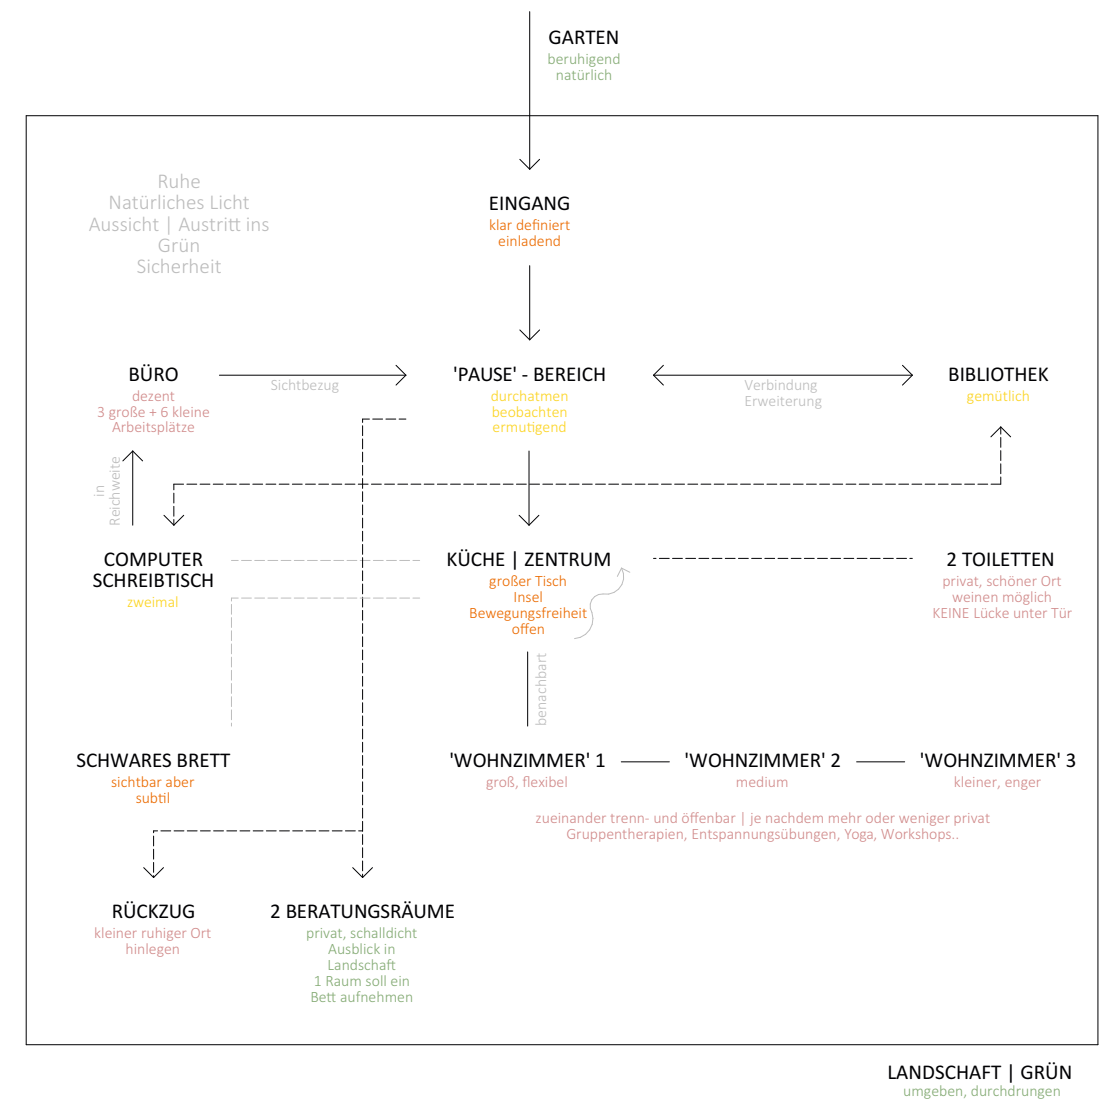 GARTEN
beruhigend
natürlich
Ruhe
Natürliches Licht
Aussicht | Austritt ins
Grün
Sicherheit
EINGANG
klar definiert
einladend
BÜRO
dezent
3 große + 6 kleine
Arbeitsplätze
Sichtbezug
'PAUSE' - BEREICH
durchatmen
beobachten
ermutigend
Verbindung
Erweiterung
BIBLIOTHEK
gemütlich
in
Reichweite
COMPUTER
SCHREIBTISCH
zweimal
KÜCHE | ZENTRUM
großer Tisch
Insel
Bewegungsfreiheit
offen
2 TOILETTEN
privat, schöner Ort
weinen möglich
KEINE Lücke unter Tür
benachbart
SCHWARES BRETT
sichtbar aber
subtil
'WOHNZIMMER' 1
groß, flexibel
'WOHNZIMMER' 2
medium
'WOHNZIMMER' 3
kleiner, enger
zueinander trenn- und öffenbar | je nachdem mehr oder weniger privat
Gruppentherapien, Entspannungsübungen, Yoga, Workshops..
RÜCKZUG
kleiner ruhiger Ort
hinlegen
2 BERATUNGSRÄUME
privat, schalldicht
Ausblick in
Landschaft
1 Raum soll ein
Bett aufnehmen
LANDSCHAFT | GRÜN
umgeben, durchdrungen